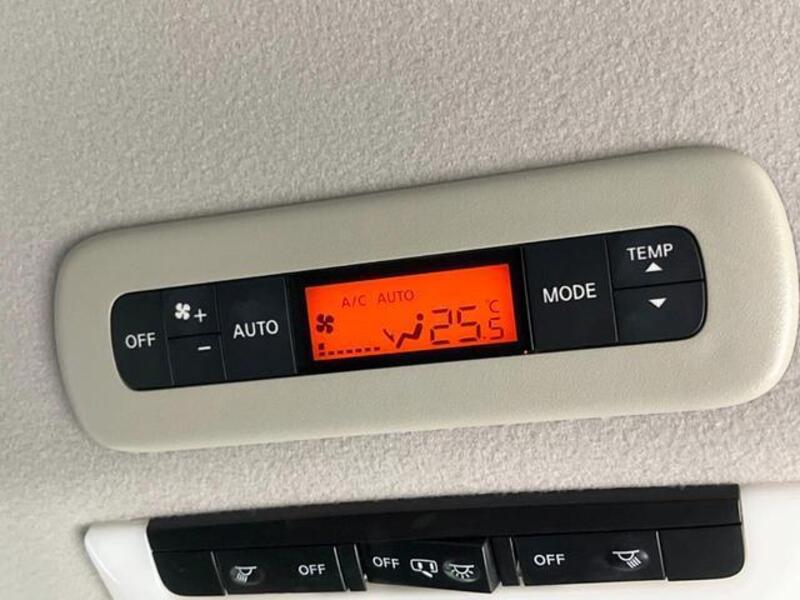 TEMP
OFF + - AUTO A/C AUTO 25.5°C MODE
OFF OFF OFF